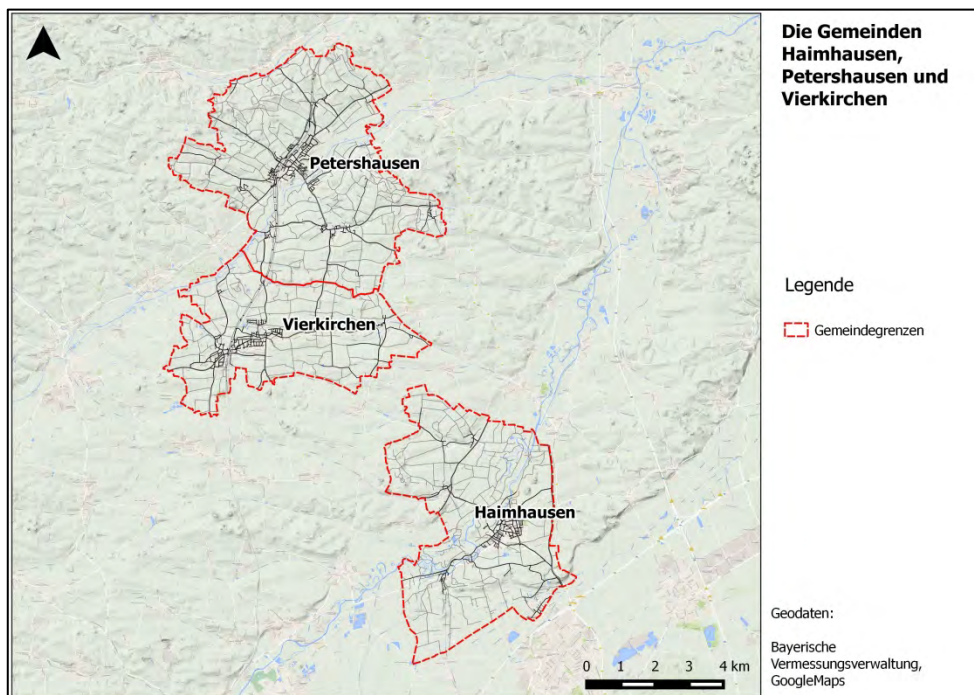 Die Gemeinden
Haimhausen,
Petershausen und
Vierkirchen
Petershausen
Vierkirchen
Haimhausen
Legende
Gemeindegrenzen
0 1 2 3 4 km
Geodaten:
Bayerische
Vermessungsverwaltung,
GoogleMaps